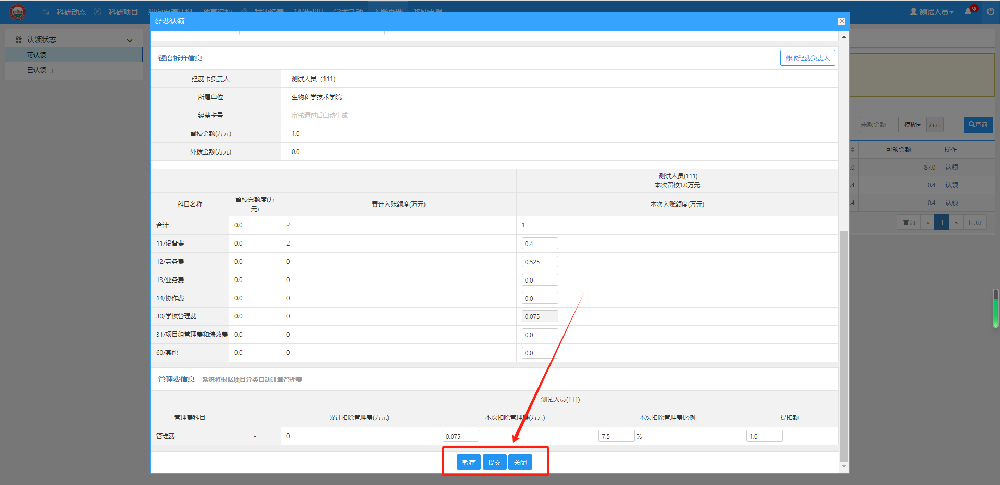 科研动态 科研项目 纵向申请计划 预算追加 我的经费 科研成果 学术活动 入账办理 奖励申报 测试人员 9
经费认领
认领状态
可认领
已认领 3
额度拆分信息 修改经费负责人
经费卡负责人 测试人员（111）
所属单位 生物科学技术学院
经费卡号 审核通过后自动生成
留校金额(万元) 1.0
外拨金额(万元) 0.0
测试人员(111)
本次留校1.0万元
科目名称 留校总额度(万元) 累计入账额度(万元) 本次入账额度(万元)
合计 0.0 2 1
11/设备费 0.0 2 0.4
12/劳务费 0.0 0 0.525
13/业务费 0.0 0 0.0
14/协作费 0.0 0 0.0
30/学校管理费 0.0 0 0.075
31/项目组管理费和绩效费 0.0 0 0.0
60/其他 0.0 0 0.0
管理费信息 系统将根据项目分类自动计算管理费
测试人员(111)
管理费科目 - 累计扣除管理费(万元) 本次扣除管理费(万元) 本次扣除管理费比例 提扣额
管理费 - 0 0.075 7.5 % 1.0
暂存 提交 关闭
来款金额 模糊 万元 查询
可领金额 操作
.0 87.0 认领
.4 0.4 认领
.4 0.4 认领
首页 « 1 » 尾页